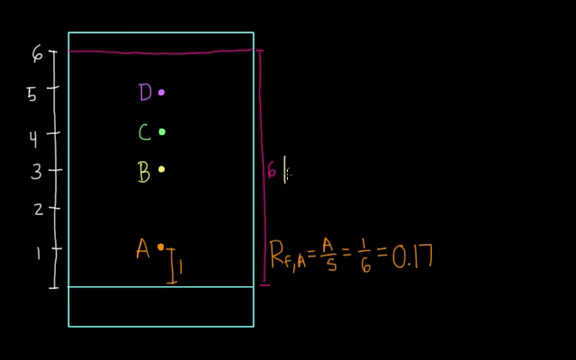 6
5 D
4 C
3 B 6
2
1 A 1
R_{f,A} = A/S = 1/6 = 0.17